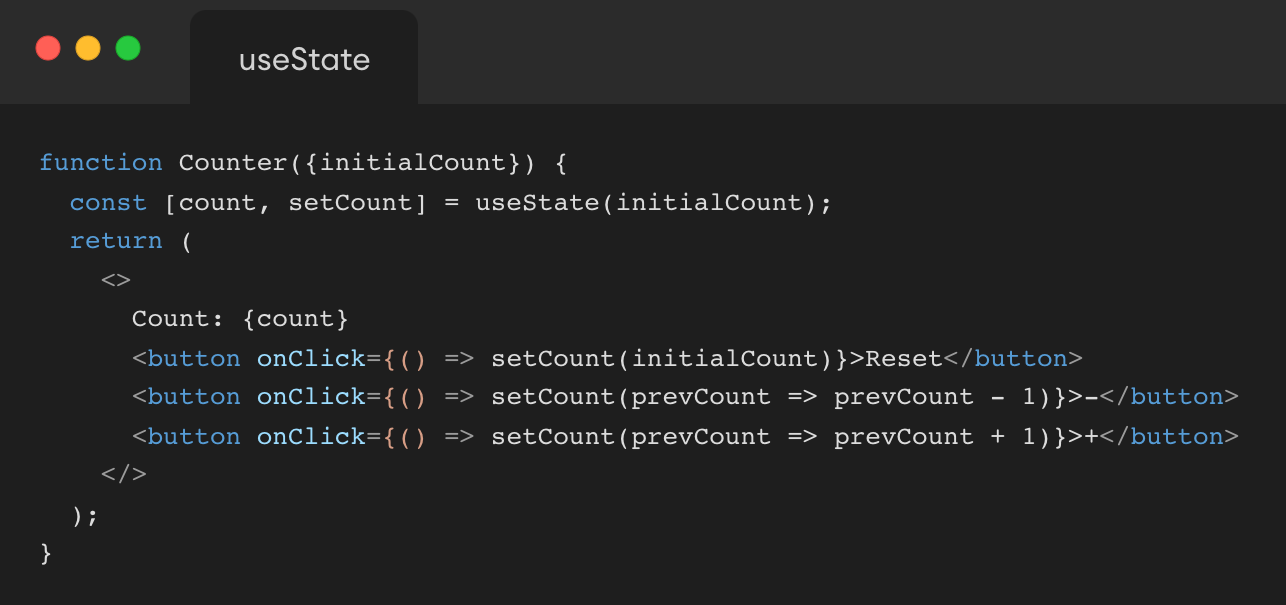 useState
function Counter({initialCount}) {
  const [count, setCount] = useState(initialCount);
  return (
    <>
      Count: {count}
      <button onClick={() => setCount(initialCount)}>Reset</button>
      <button onClick={() => setCount(prevCount => prevCount - 1)}>-</button>
      <button onClick={() => setCount(prevCount => prevCount + 1)}>+</button>
    </>
  );
}